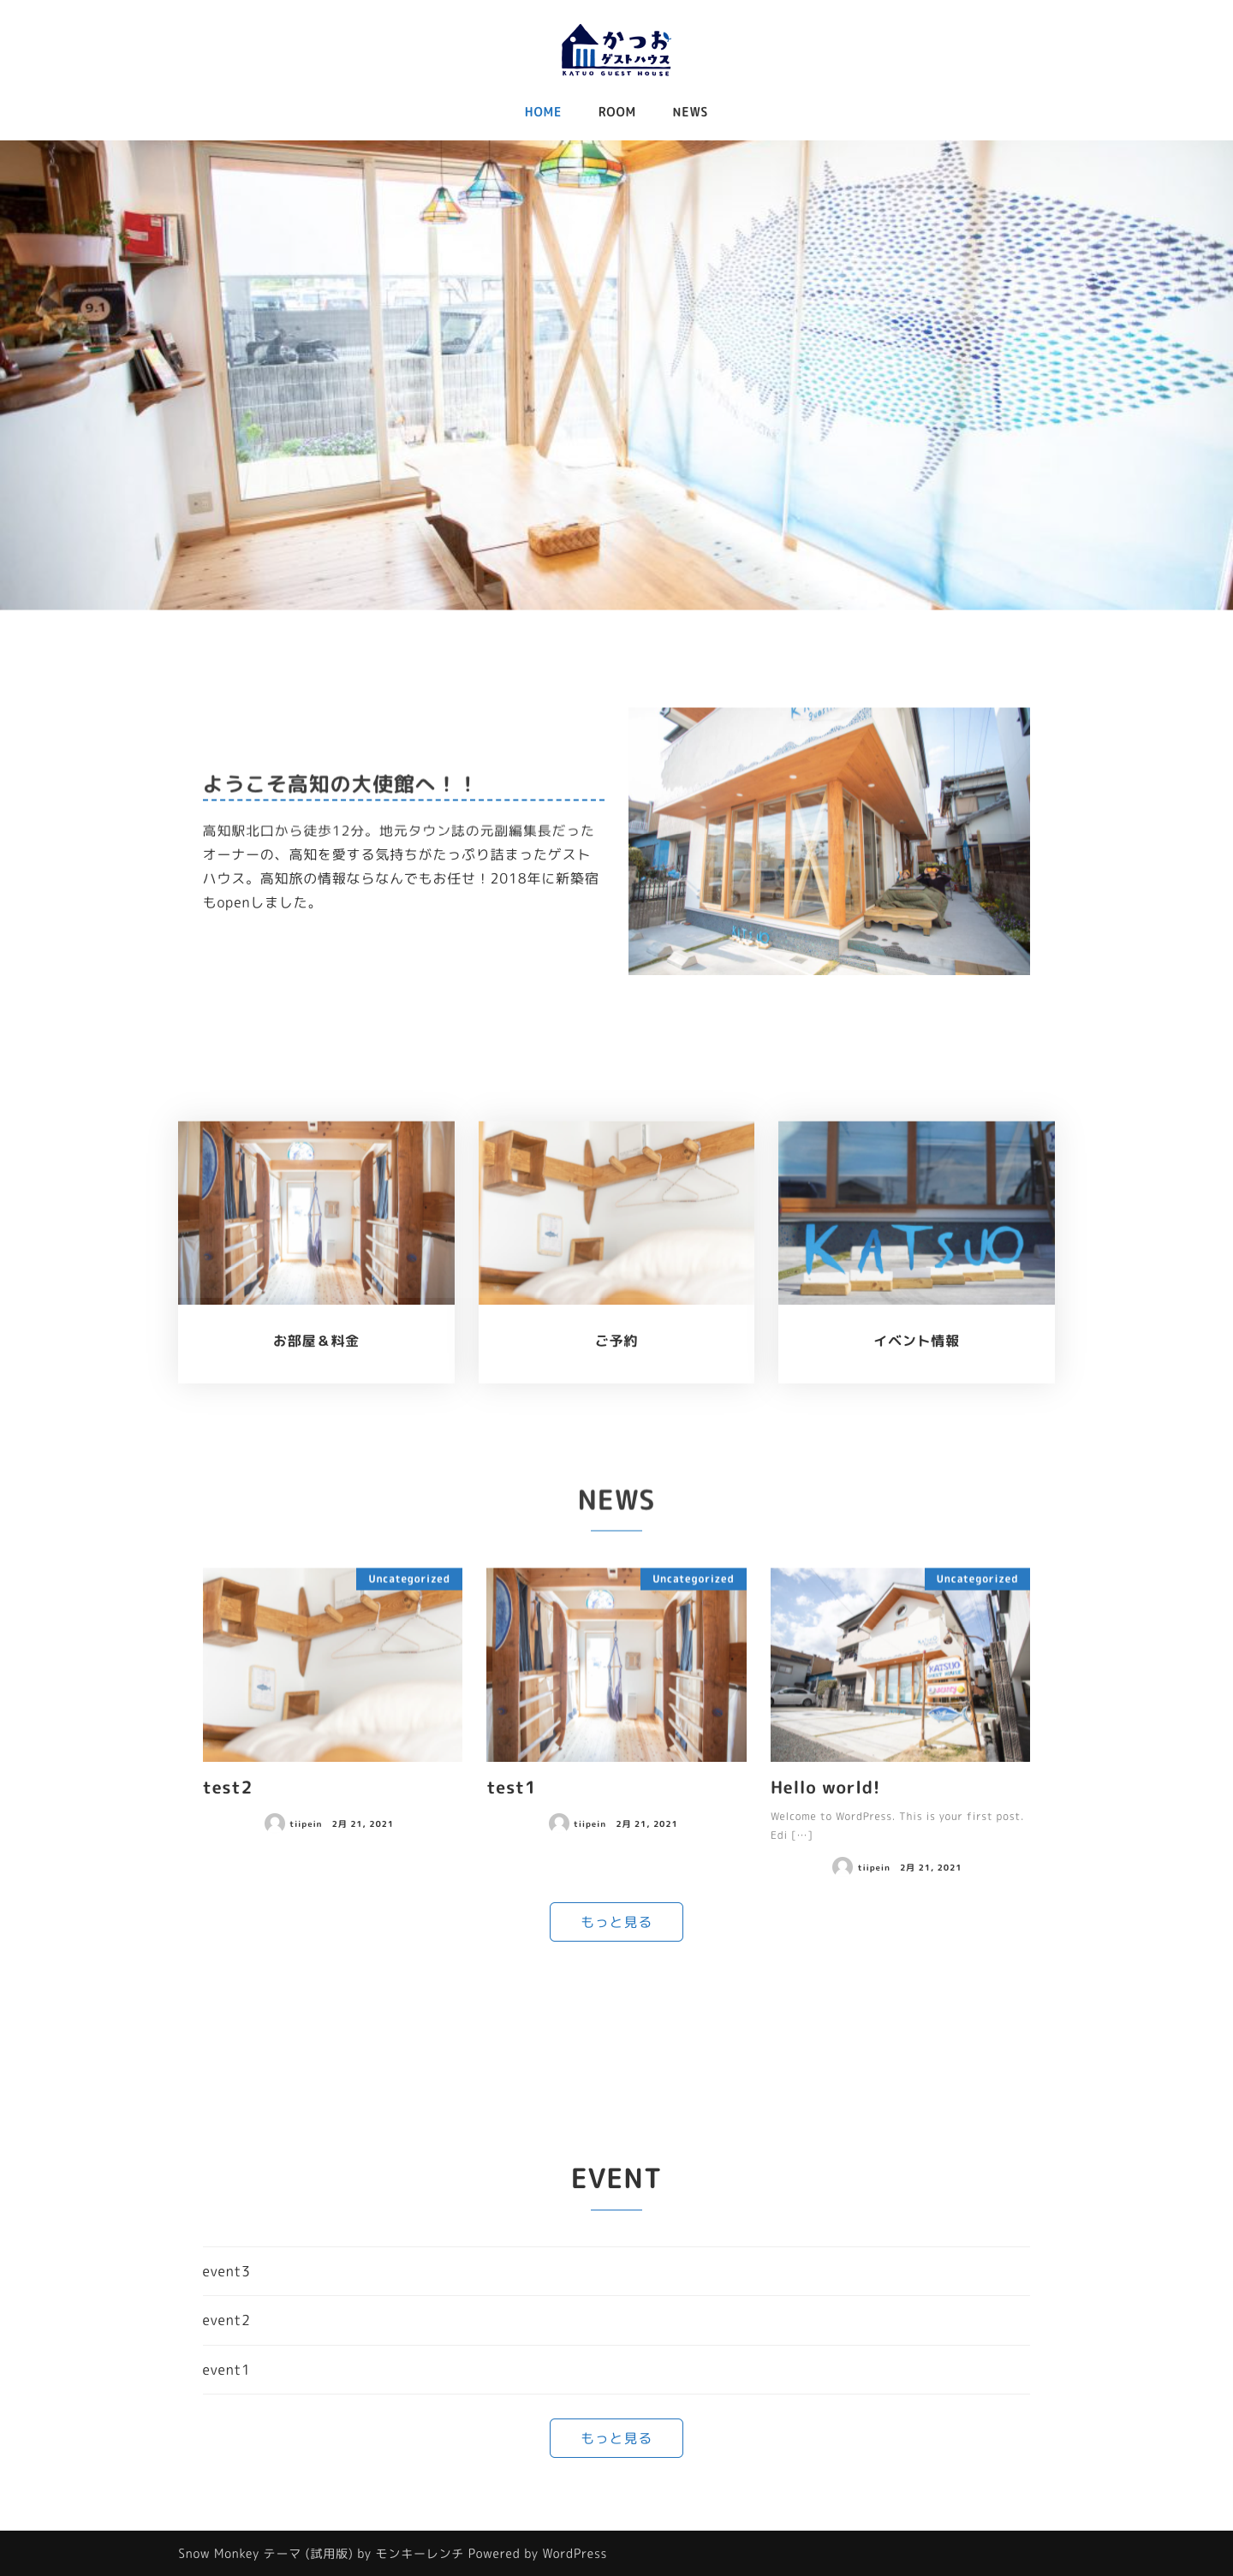 かつお
ゲストハウス
KATUO GUEST HOUSE
HOME ROOM NEWS
9.1
ようこそ高知の大使館へ！！
高知駅北口から徒歩12分。地元タウン誌の元副編集長だった
オーナーの、高知を愛する気持ちがたっぷり詰まったゲスト
ハウス。高知旅の情報ならなんでもお任せ！2018年に新築宿
もopenしました。
KATSUO
お部屋＆料金
ご予約
イベント情報
NEWS
Uncategorized
Uncategorized
Uncategorized
KATSUO
test2
test1
Hello world!
Welcome to WordPress. This is your first post.
Edi […]
tiipein 2月 21, 2021
tiipein 2月 21, 2021
tiipein 2月 21, 2021
もっと見る
EVENT
event3
event2
event1
もっと見る
Snow Monkey テーマ (試用版) by モンキーレンチ Powered by WordPress